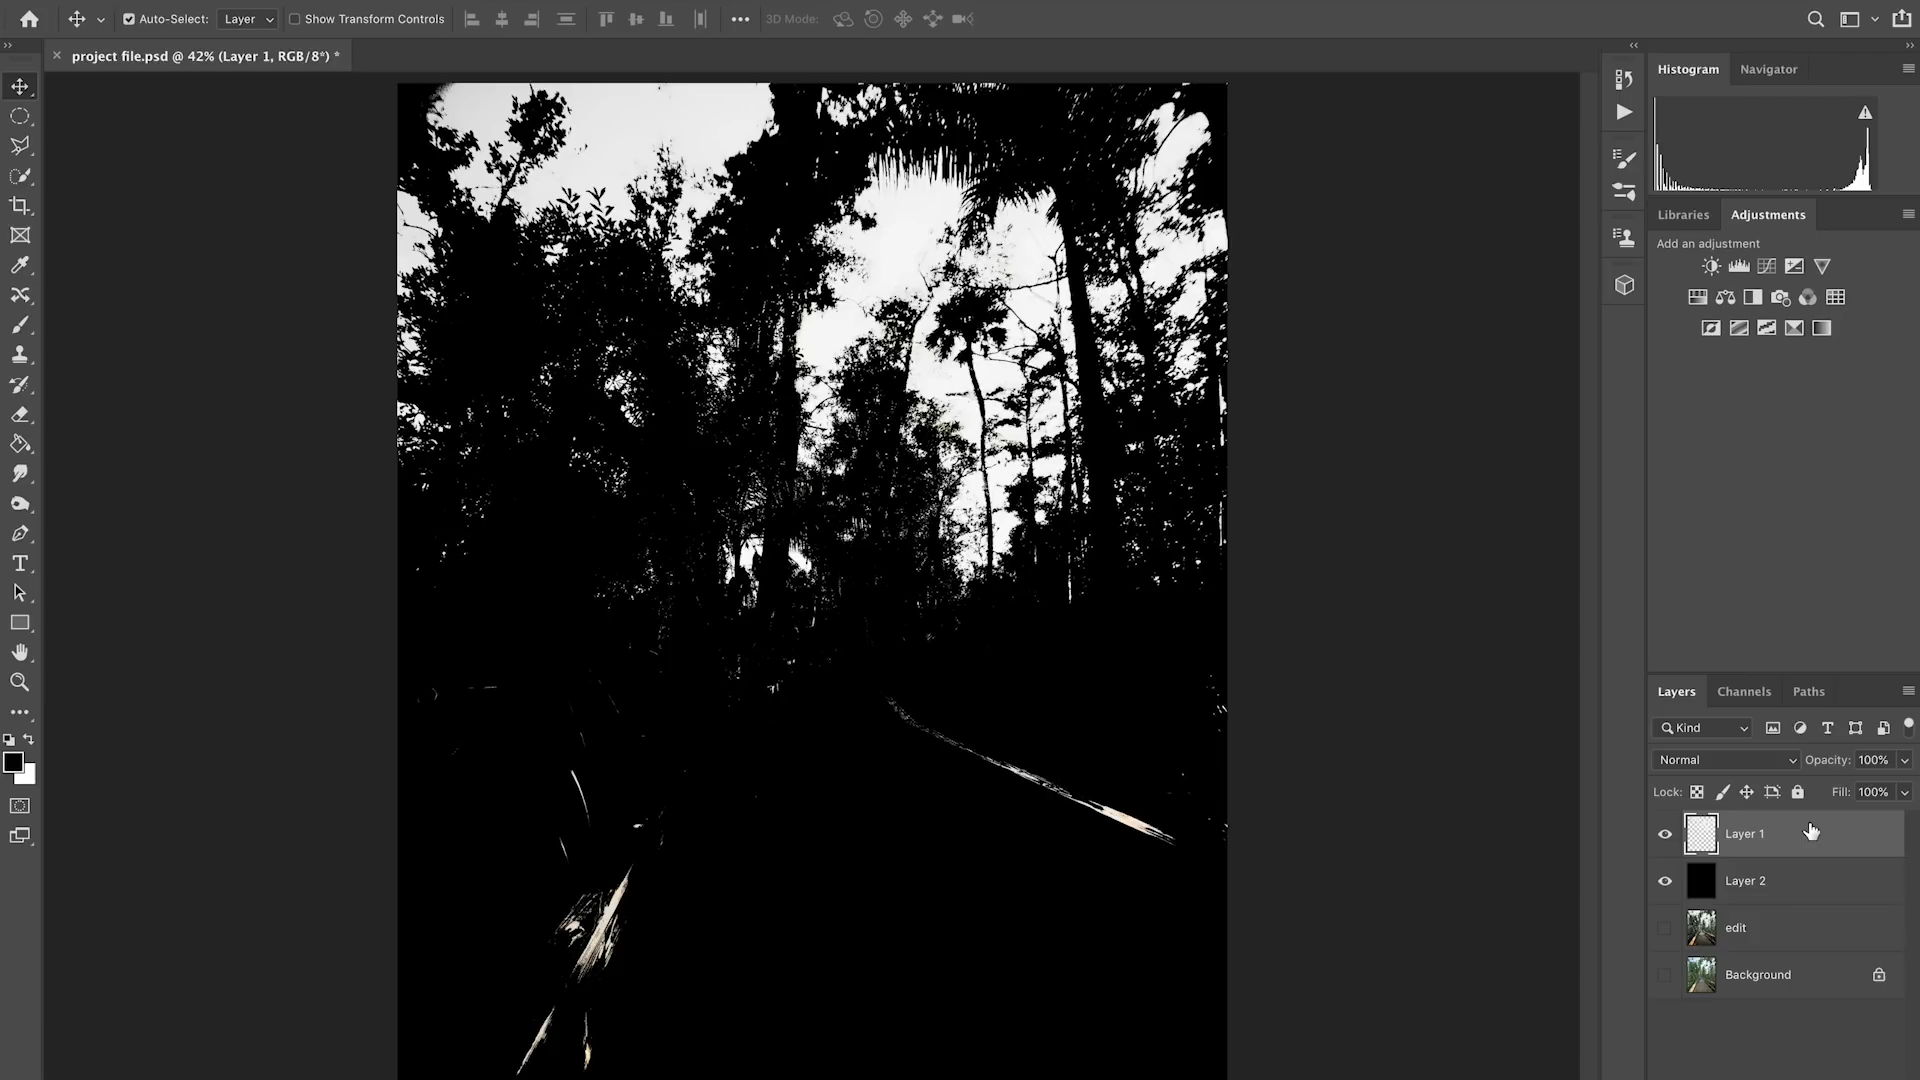 Auto-Select: Layer Show Transform Controls 3D Mode:
project file.psd @ 42% (Layer 1, RGB/8*) *
Histogram Navigator
Libraries Adjustments
Add an adjustment
Layers Channels Paths
Kind
Normal Opacity: 100%
Lock: Fill: 100%
Layer 1
Layer 2
edit
Background